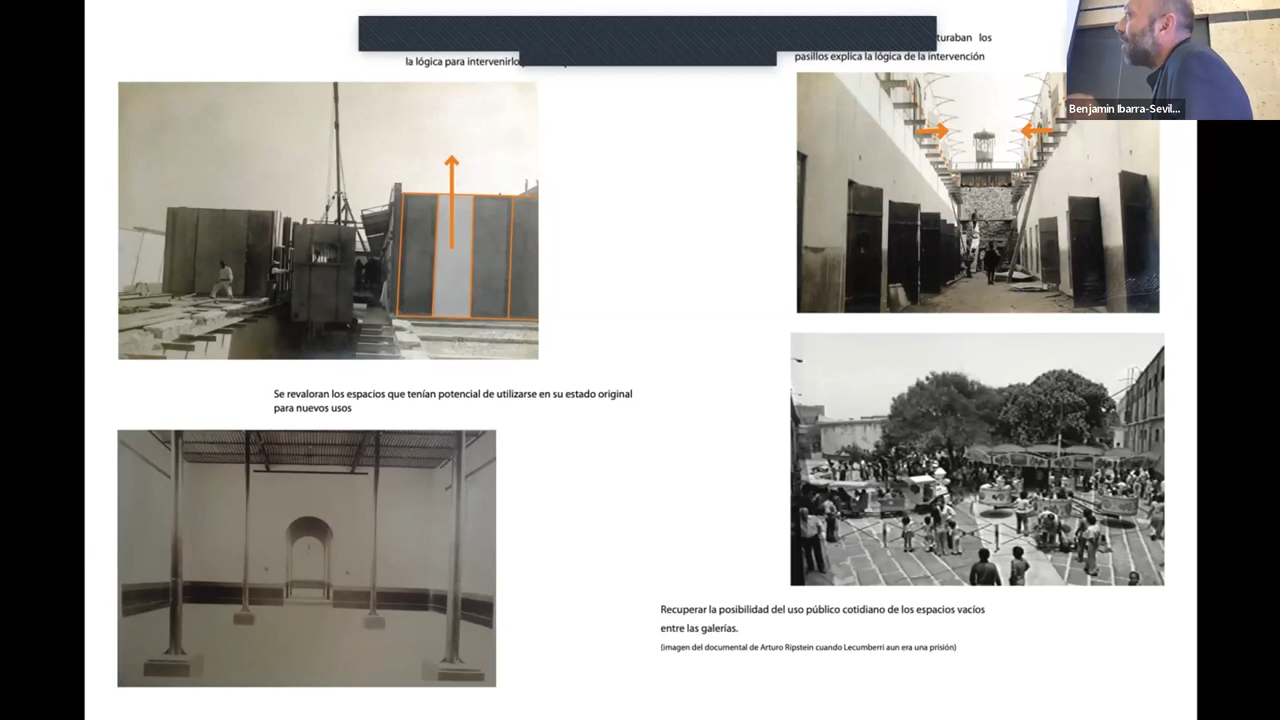 la lógica para intervenirlo
turaban los
pasillos explica la lógica de la intervención
Benjamin Ibarra-Sevil...
Se revaloran los espacios que tenían potencial de utilizarse en su estado original
para nuevos usos
Recuperar la posibilidad del uso público cotidiano de los espacios vacíos
entre las galerías.
(imagen del documental de Arturo Ripstein cuando Lecumberri aun era una prisión)